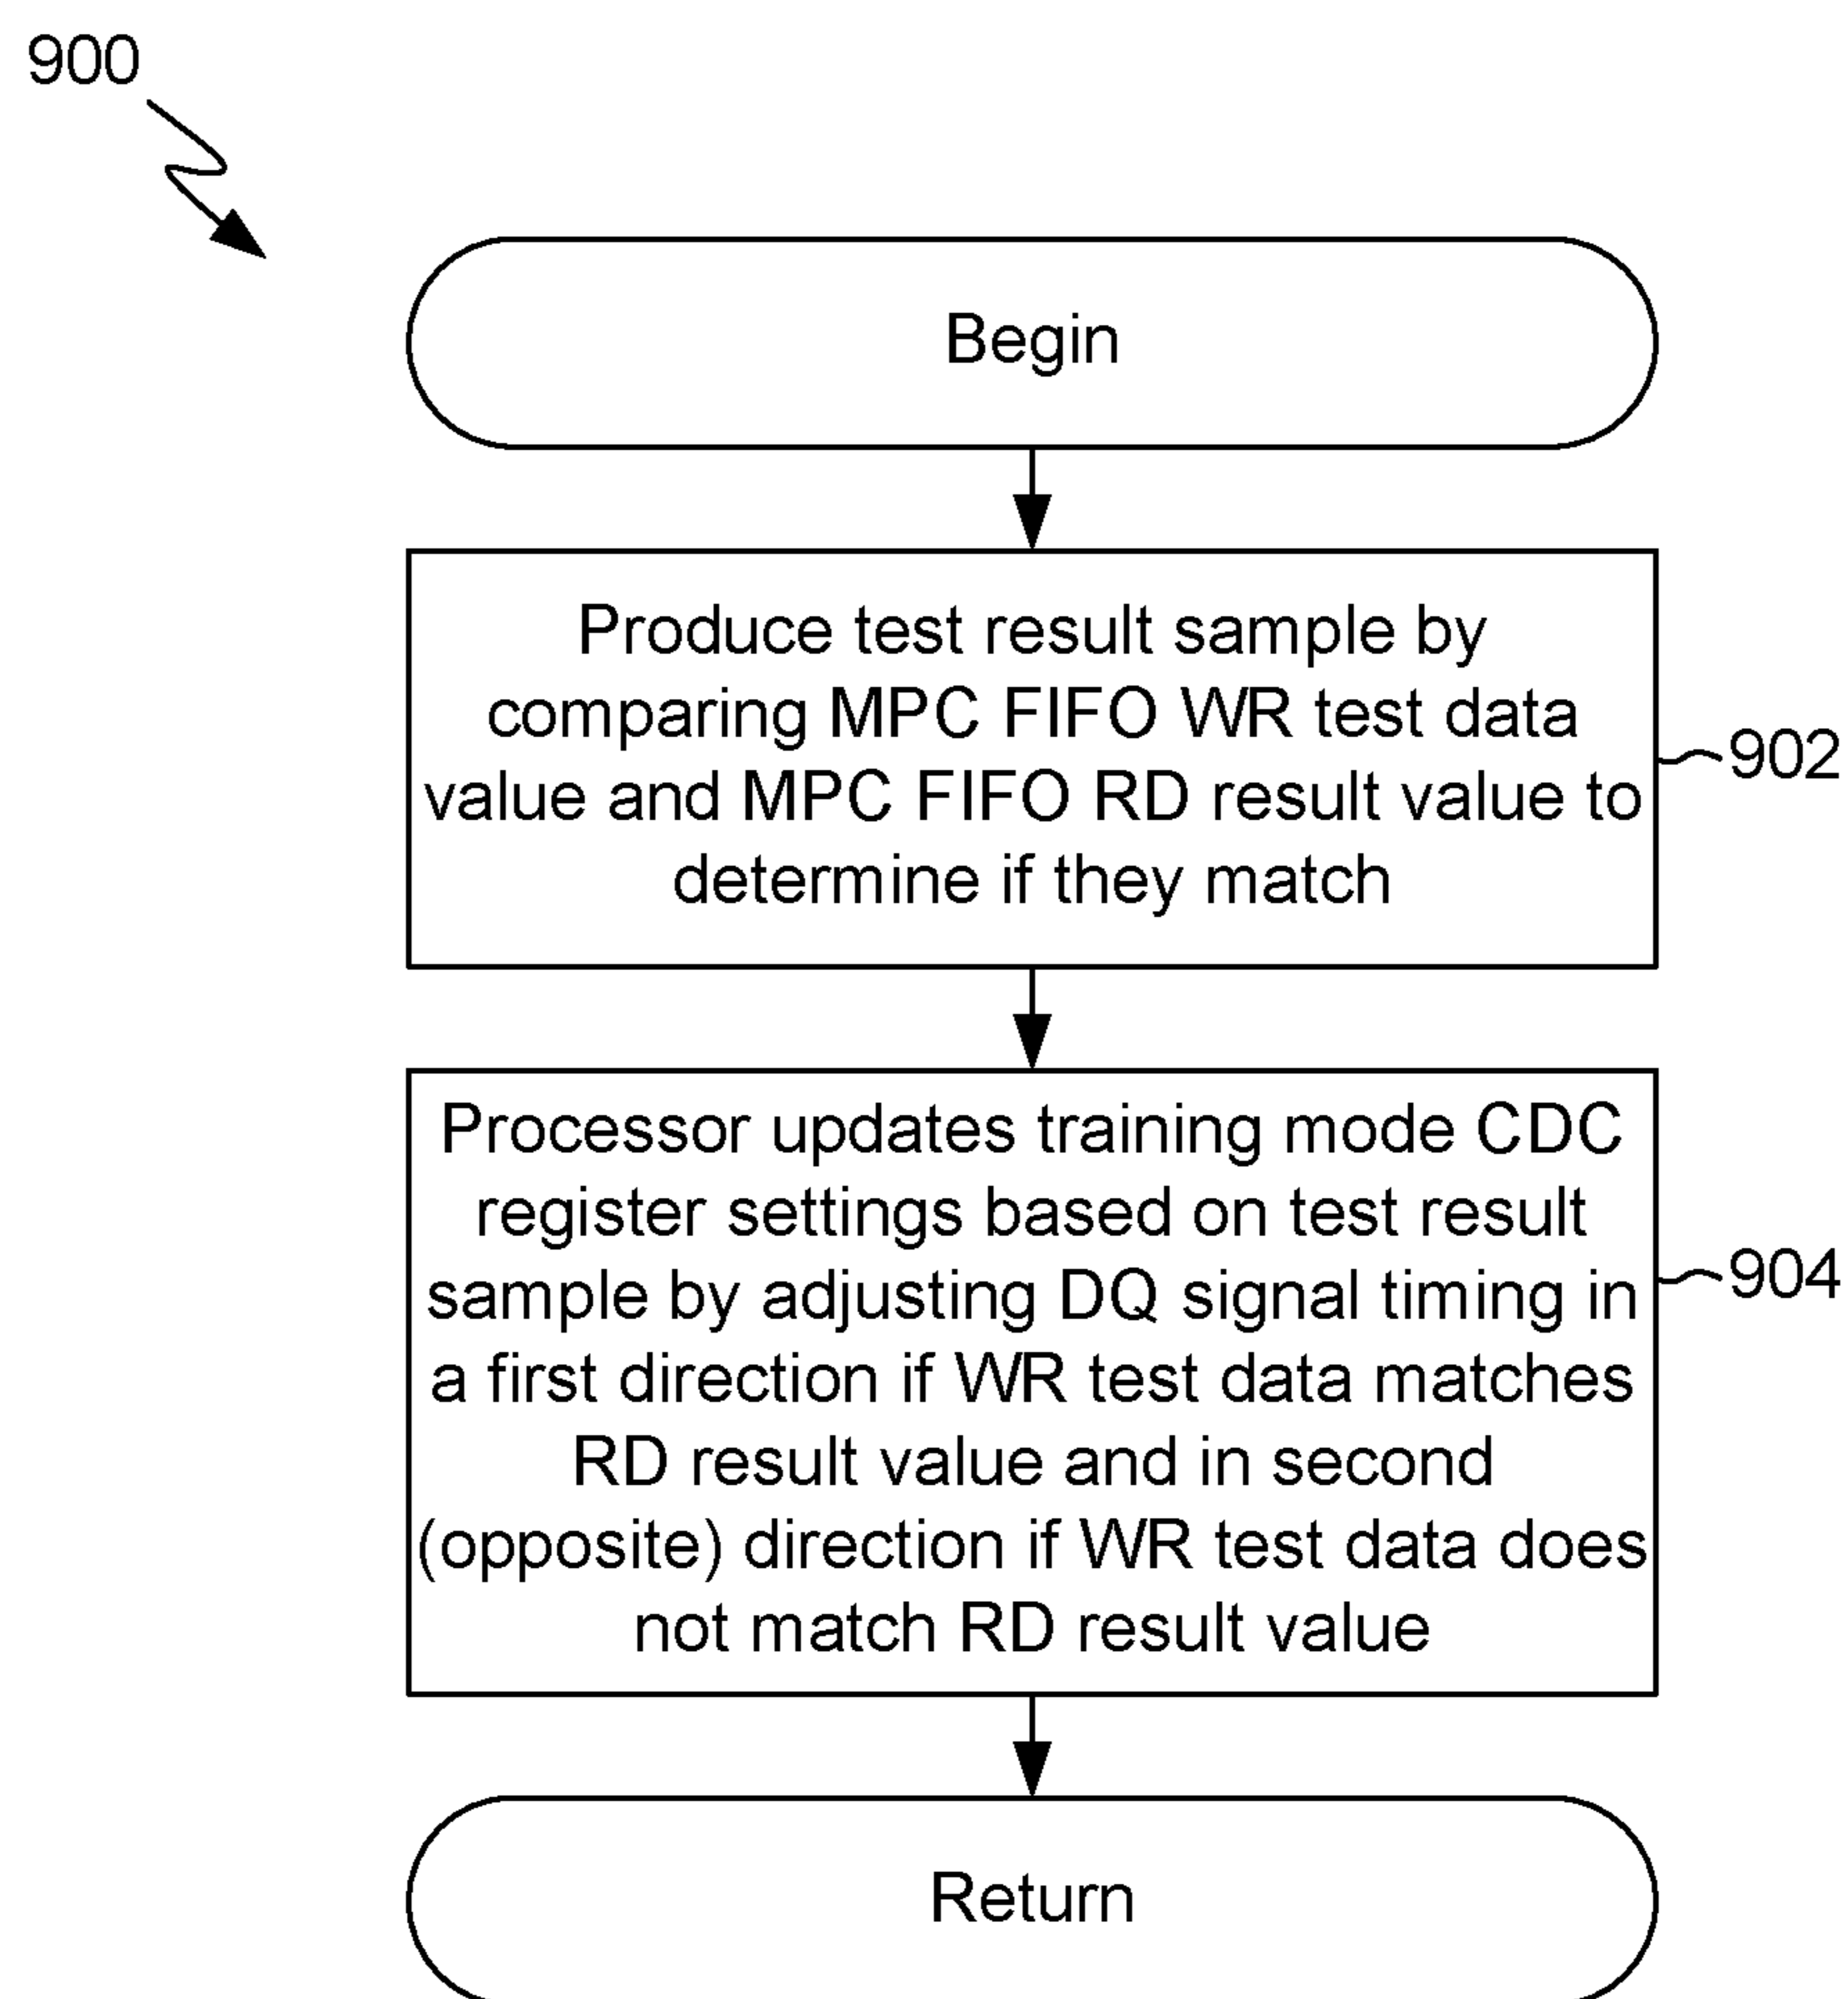 900
Begin
Produce test result sample by
comparing MPC FIFO WR test data
value and MPC FIFO RD result value to
determine if they match
902
Processor updates training mode CDC
register settings based on test result
sample by adjusting DQ signal timing in
a first direction if WR test data matches
RD result value and in second
(opposite) direction if WR test data does
not match RD result value
904
Return